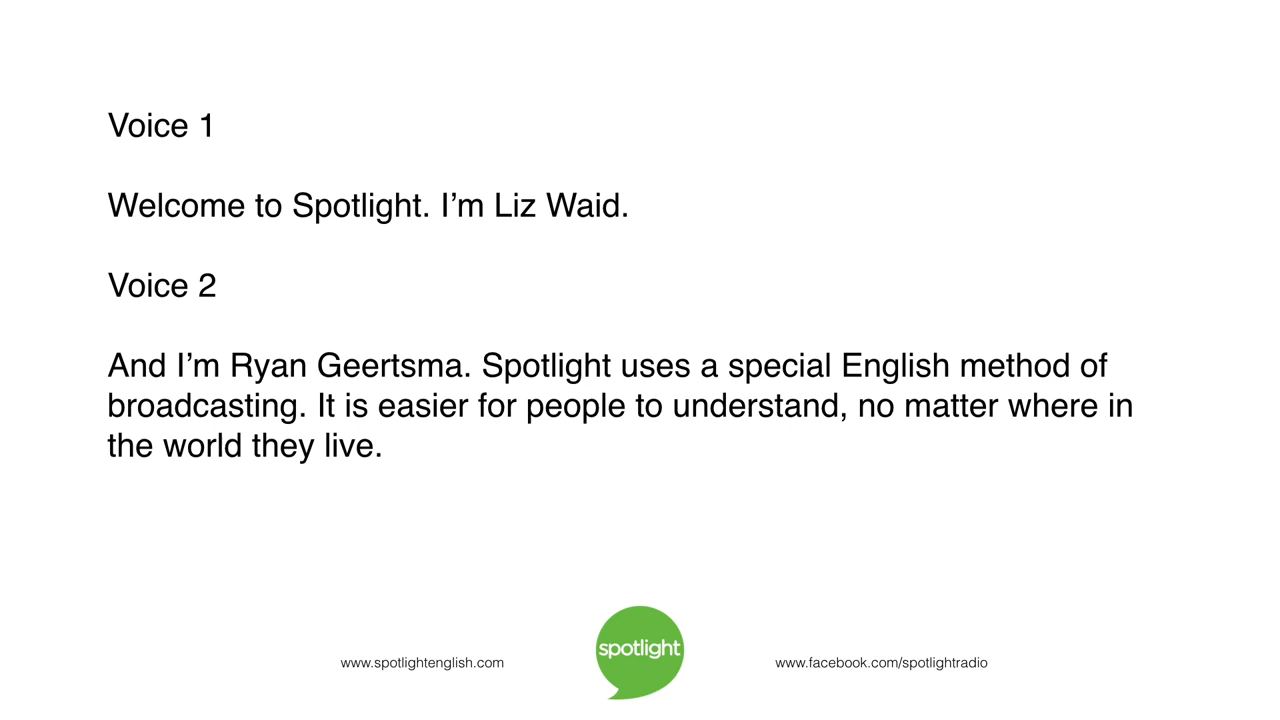 Voice 1
Welcome to Spotlight. I’m Liz Waid.
Voice 2
And I’m Ryan Geertsma. Spotlight uses a special English method of
broadcasting. It is easier for people to understand, no matter where in
the world they live.
www.spotlightenglish.com
spotlight
www.facebook.com/spotlightradio